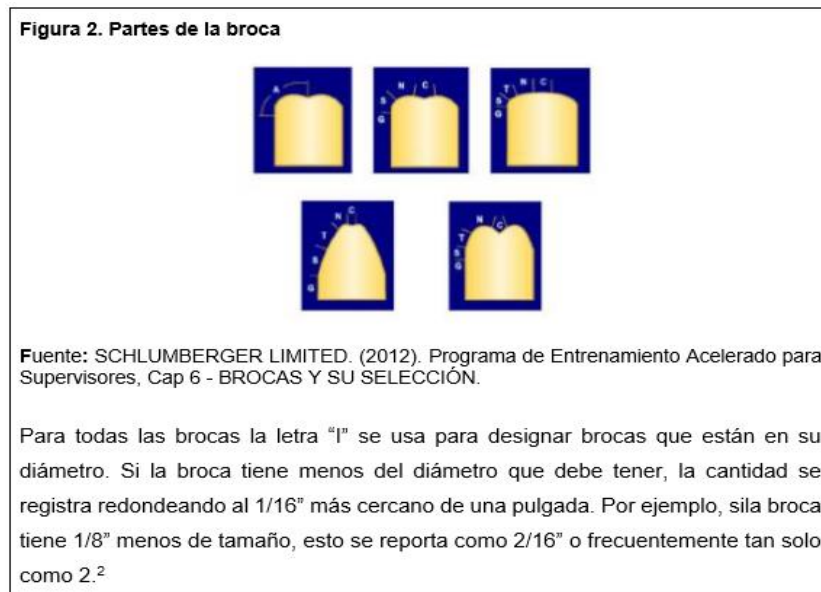 Figura 2. Partes de la broca
A
S N C
G
S T N C
G
C
N
T
S
G
N C
T
S
G
Fuente: SCHLUMBERGER LIMITED. (2012). Programa de Entrenamiento Acelerado para
Supervisores, Cap 6 - BROCAS Y SU SELECCIÓN.
Para todas las brocas la letra “I” se usa para designar brocas que están en su
diámetro. Si la broca tiene menos del diámetro que debe tener, la cantidad se
registra redondeando al 1/16” más cercano de una pulgada. Por ejemplo, sila broca
tiene 1/8” menos de tamaño, esto se reporta como 2/16” o frecuentemente tan solo
como 2.²